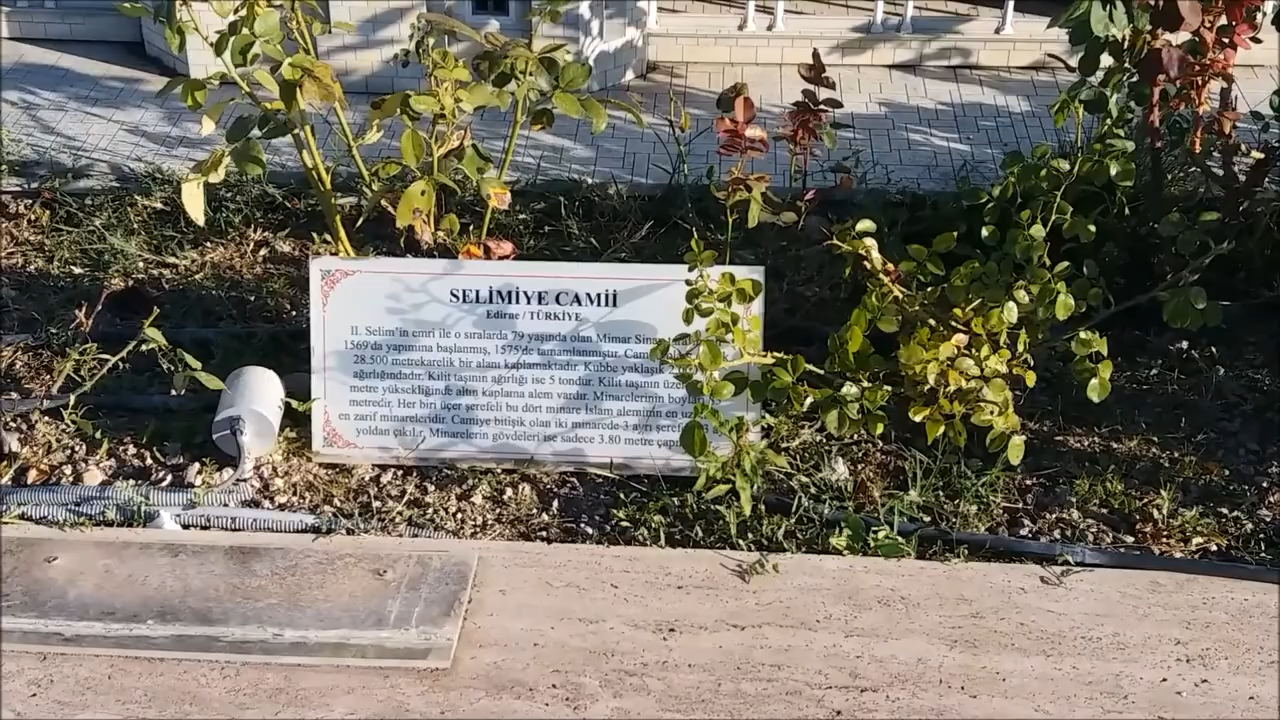 SELİMİYE CAMİİ
Edirne / TÜRKİYE
II. Selim'in emri ile o sıralarda 79 yaşında olan Mimar Sinan
1569'da yapımına başlanmış, 1575'de tamamlanmıştır.
28.500 metrekarelik bir alanı kaplamaktadır. Kubbe yaklaşık
ağırlığındadır. Kilit taşının ağırlığı ise 5 tondur. Kilit taşının
metre yüksekliğinde altın kaplama alem vardır. Minarelerinin
metredir. Her biri üçer şerefeli bu dört minare İslam aleminin en
en zarif minareleridir. Camiye bitişik olan iki minarede 3 ayrı
yoldan çıkılır. Minarelerin gövdeleri ise sadece 3.80 metre